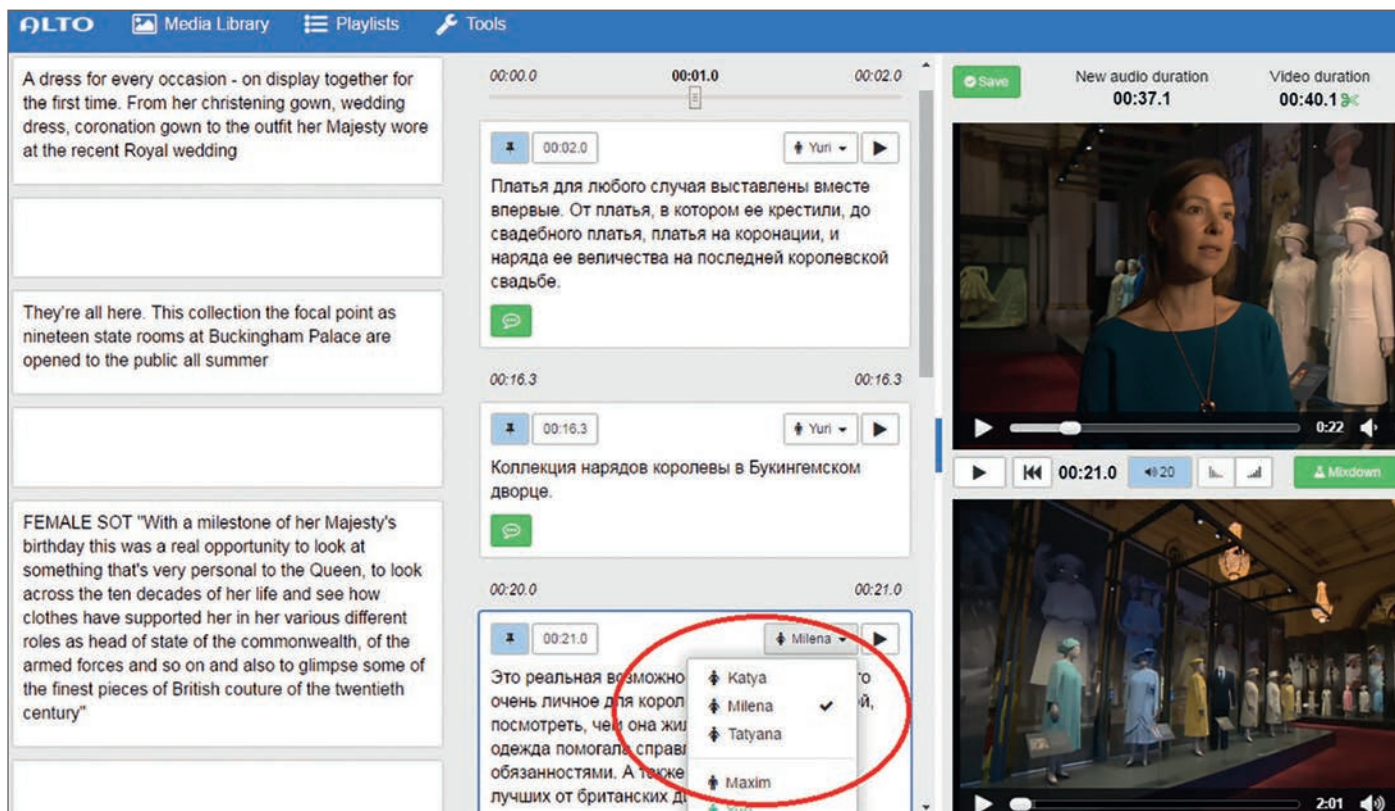 ALTO Media Library Playlists Tools
A dress for every occasion - on display together for
the first time. From her christening gown, wedding
dress, coronation gown to the outfit her Majesty wore
at the recent Royal wedding
They're all here. This collection the focal point as
nineteen state rooms at Buckingham Palace are
opened to the public all summer
FEMALE SOT "With a milestone of her Majesty's
birthday this was a real opportunity to look at
something that's very personal to the Queen, to look
across the ten decades of her life and see how
clothes have supported her in her various different
roles as head of state of the commonwealth, of the
armed forces and so on and also to glimpse some of
the finest pieces of British couture of the twentieth
century"
00:00.0 00:01.0 00:02.0
00:02.0 Yuri
Платья для любого случая выставлены вместе
впервые. От платья, в котором ее крестили, до
свадебного платья, платья на коронации, и
наряда ее величества на последней королевской
свадьбе.
00:16.3 00:16.3
00:16.3 Yuri
Коллекция нарядов королевы в Букингемском
дворце.
00:20.0 00:21.0
00:21.0 Milena
Это реальная
очень личное для
посмотреть, чем она
одежда помогала
обязанностями. А также
лучших от британских
Katya
Milena
Tatyana
Maxim
Yuri
Save
New audio duration Video duration
00:37.1 00:40.1
0:22
00:21.0 20 Mixdown
2:01